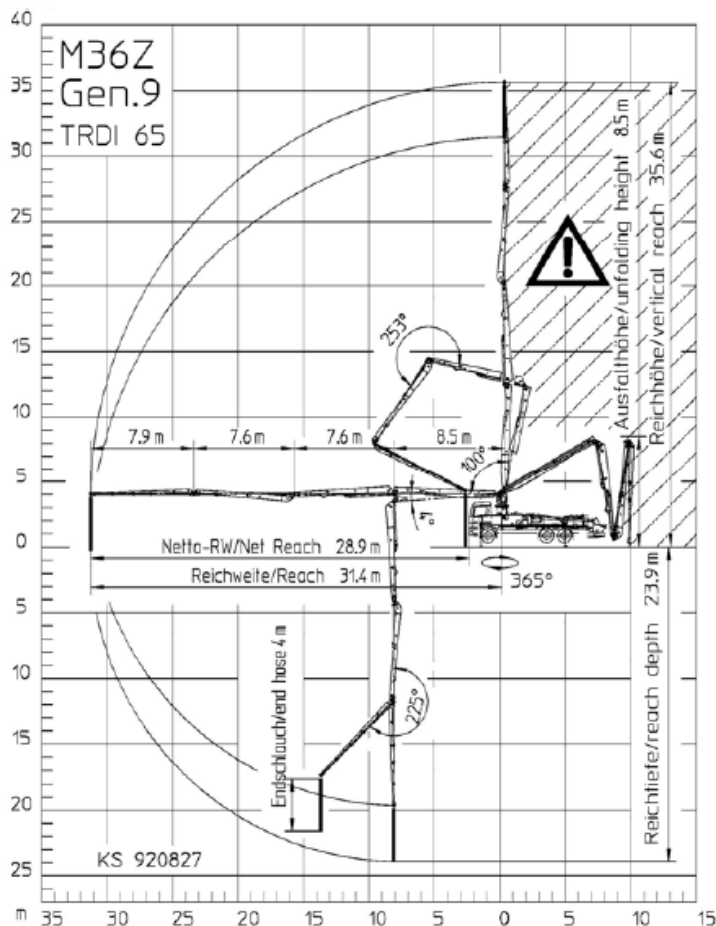 40
M36Z
Gen.9
TRDI 65
35
30
25
20
15
10
5
0
5
10
15
20
25
m
35
30
25
20
15
10
5
0
5
10
15
Ausfalthöhe/unfolding height 8.5m
Reichhöhe/vertical reach 35.6m
253°
7.9 m
7.6 m
7.6 m
8.5 m
100°
Netto-RW/Net Reach 28.9 m
Reichweite/Reach 31.4 m
365°
Endschlauch/end hose 4 m
225°
Reichtiefe/reach depth 23.9m
KS 920827